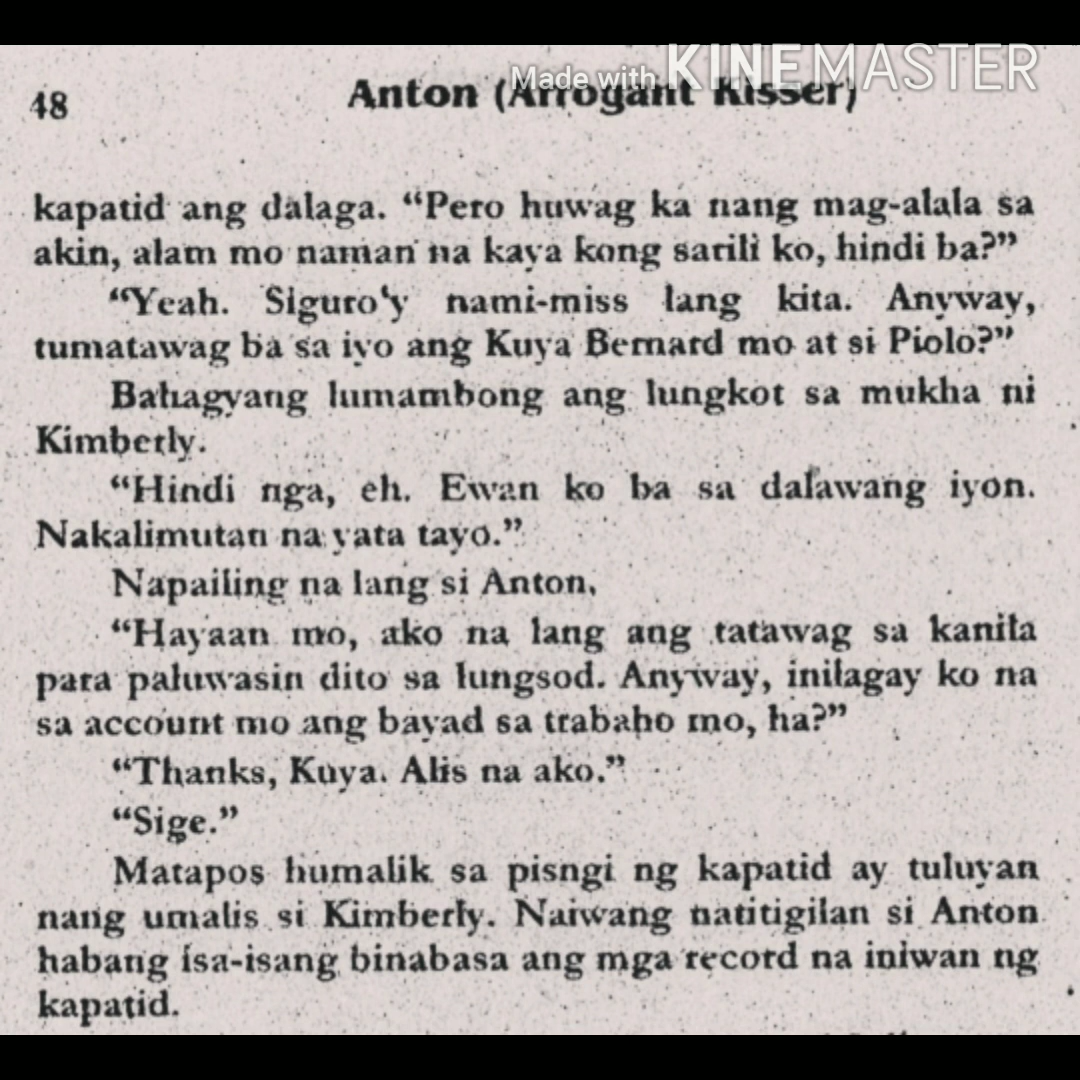 Made with KINEMASTER
48 Anton (Arrogant Kisser)
kapatid ang dalaga. “Pero huwag ka nang mag-alala sa
akin, alam mo naman na kaya kong sarili ko, hindi ba?”
“Yeah. Siguro‘y nami-miss lang kita. Anyway,
tumatawag ba sa iyo ang Kuya Bernard mo at si Piolo?”
Bahagyang lumambong ang lungkot sa mukha ni
Kimberly.
“Hindi nga, eh. Ewan ko ba sa dalawang iyon.
Nakalimutan na yata tayo.”
Napailing na lang si Anton.
“Hayaan mo, ako na lang ang tatawag sa kanila
para paluwasin dito sa lungsod. Anyway, inilagay ko na
sa account mo ang bayad sa trabaho mo, ha?”
“Thanks, Kuya. Alis na ako.”
“Sige.”
Matapos humalik sa pisngi ng kapatid ay tuluyan
nang umalis si Kimberly. Naiwang natitigilan si Anton
habang isa-isang binabasa ang mga record na iniwan ng
kapatid.